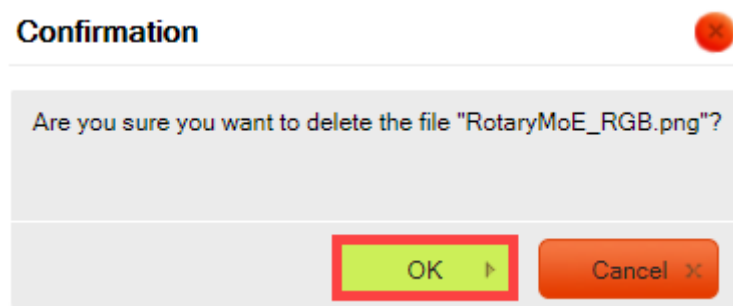 Confirmation
Are you sure you want to delete the file "RotaryMoE_RGB.png"?
OK
Cancel